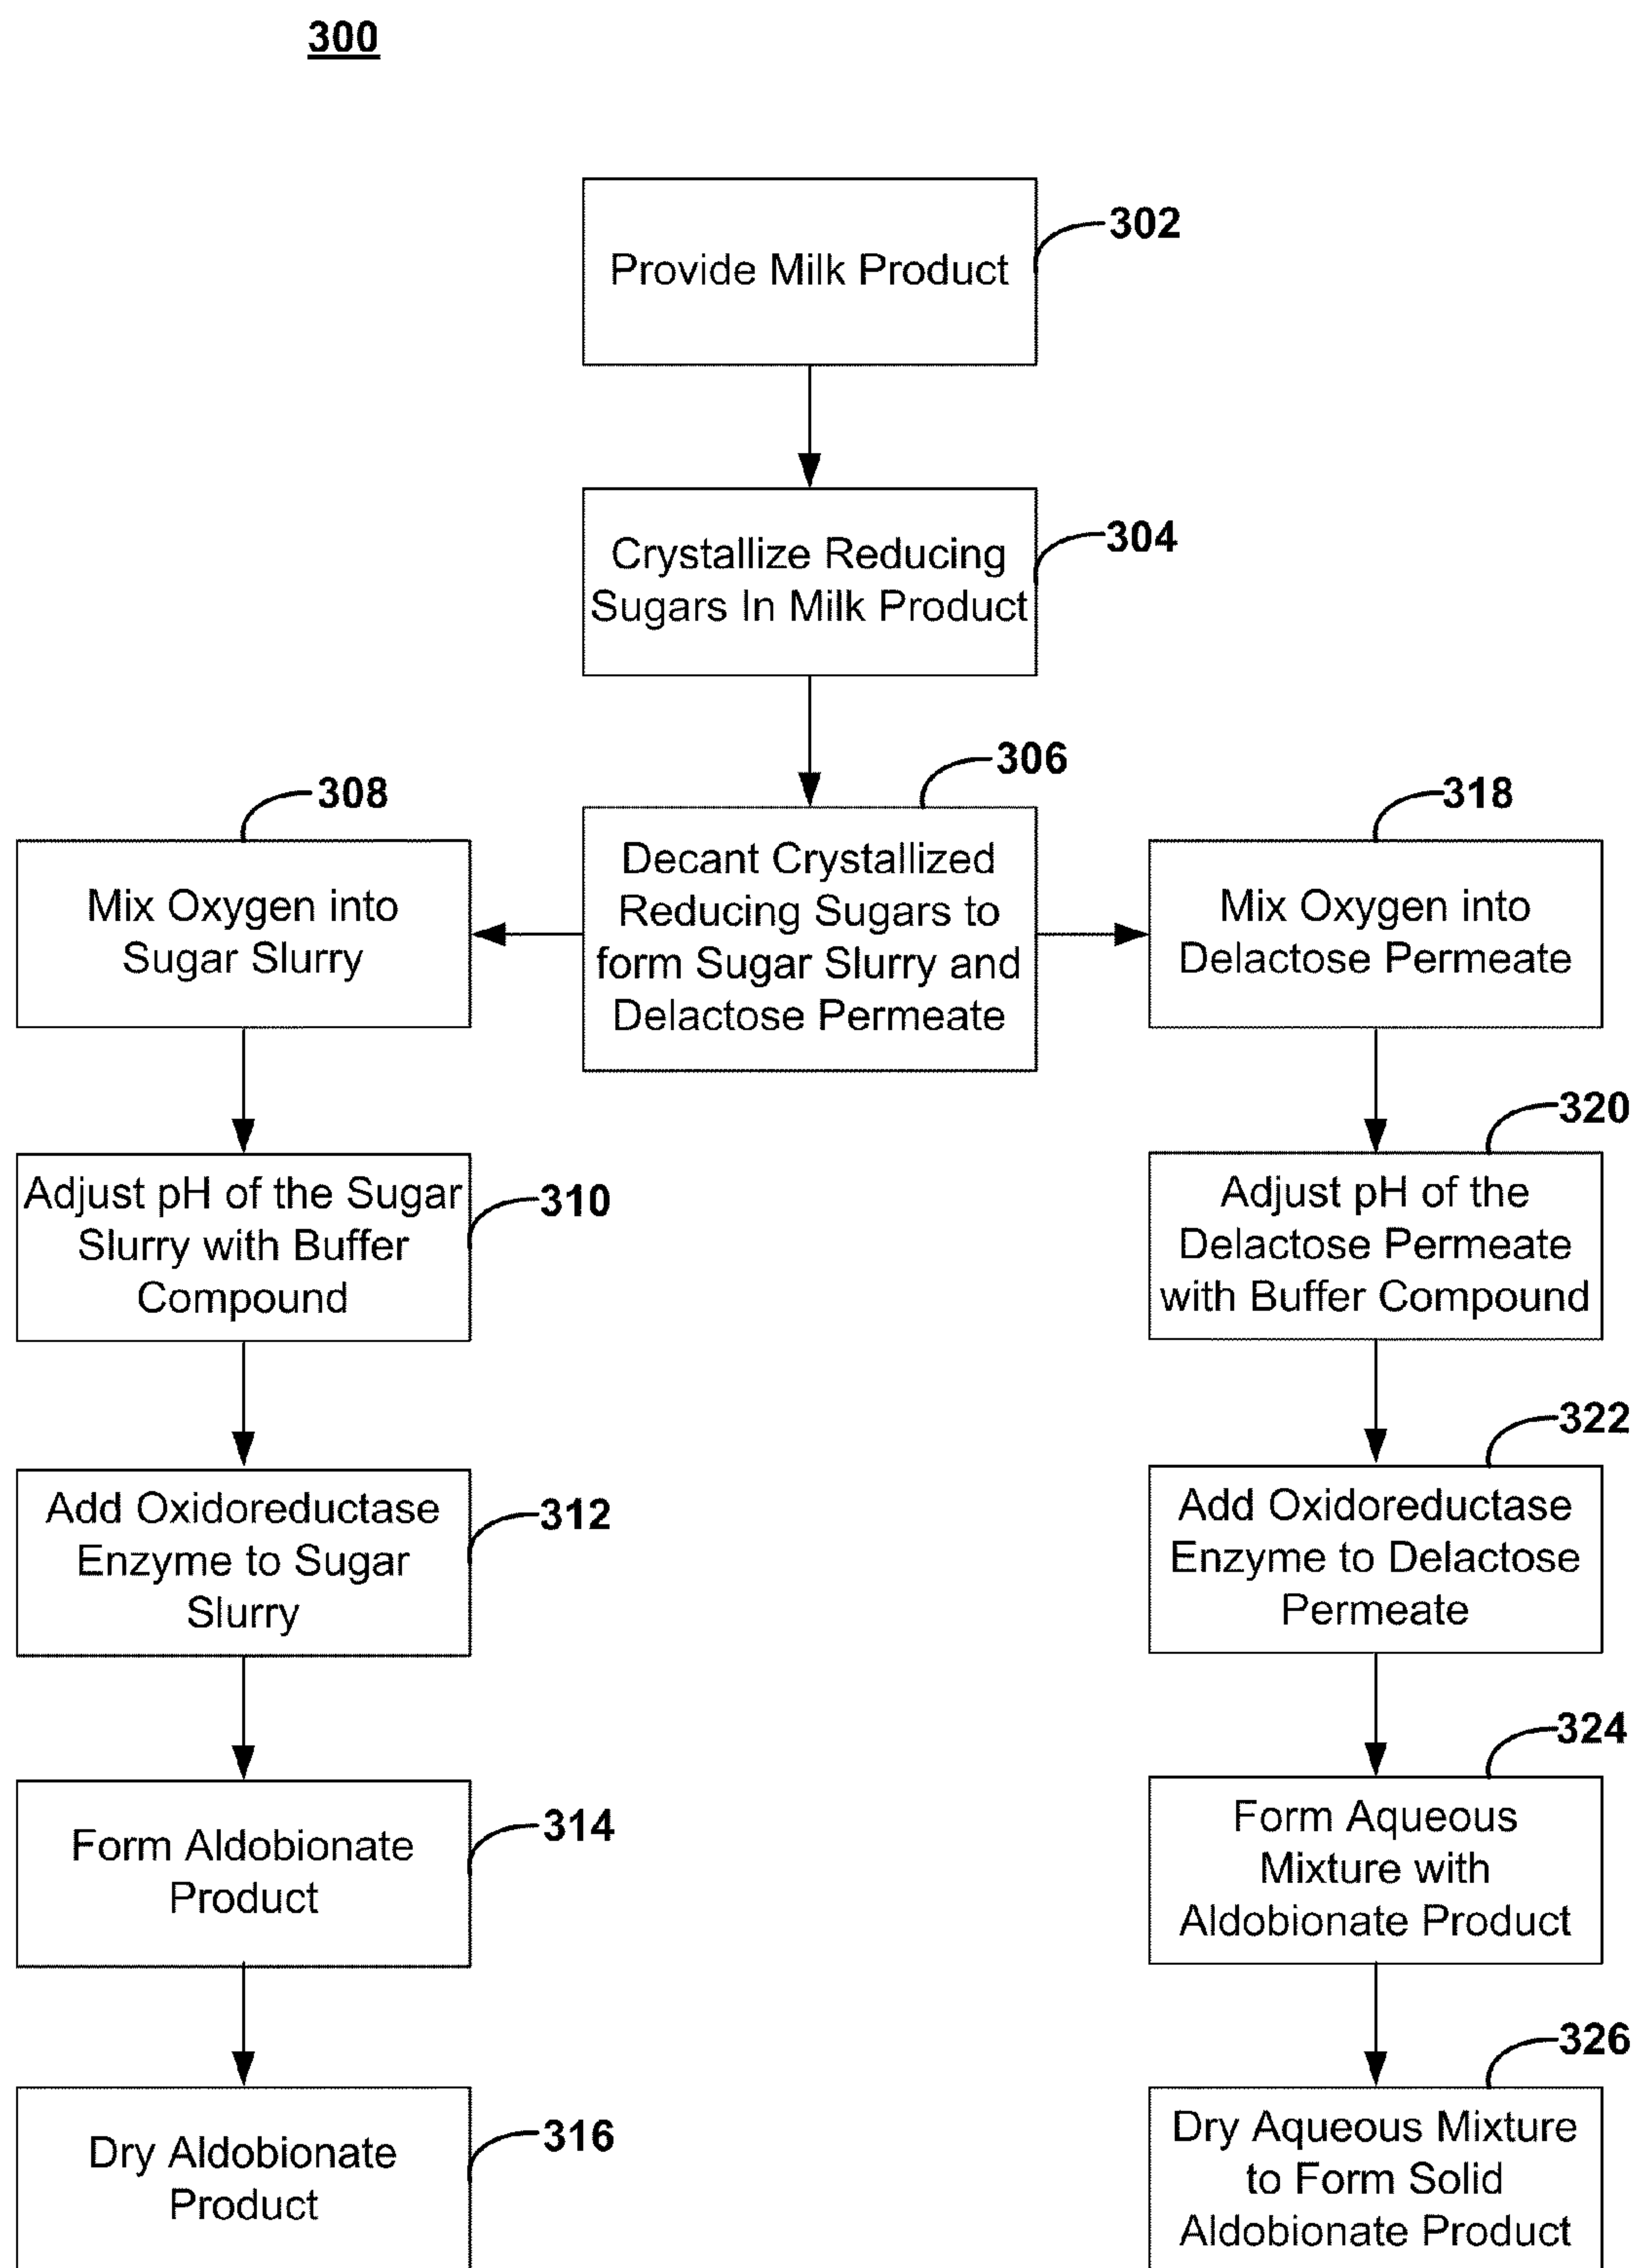 300
302
Provide Milk Product
304
Crystallize Reducing
Sugars In Milk Product
306
Decant Crystallized
Reducing Sugars to
form Sugar Slurry and
Delactose Permeate
308
Mix Oxygen into
Sugar Slurry
310
Adjust pH of the Sugar
Slurry with Buffer
Compound
312
Add Oxidoreductase
Enzyme to Sugar
Slurry
314
Form Aldobionate
Product
316
Dry Aldobionate
Product
318
Mix Oxygen into
Delactose Permeate
320
Adjust pH of the
Delactose Permeate
with Buffer Compound
322
Add Oxidoreductase
Enzyme to Delactose
Permeate
324
Form Aqueous
Mixture with
Aldobionate Product
326
Dry Aqueous Mixture
to Form Solid
Aldobionate Product